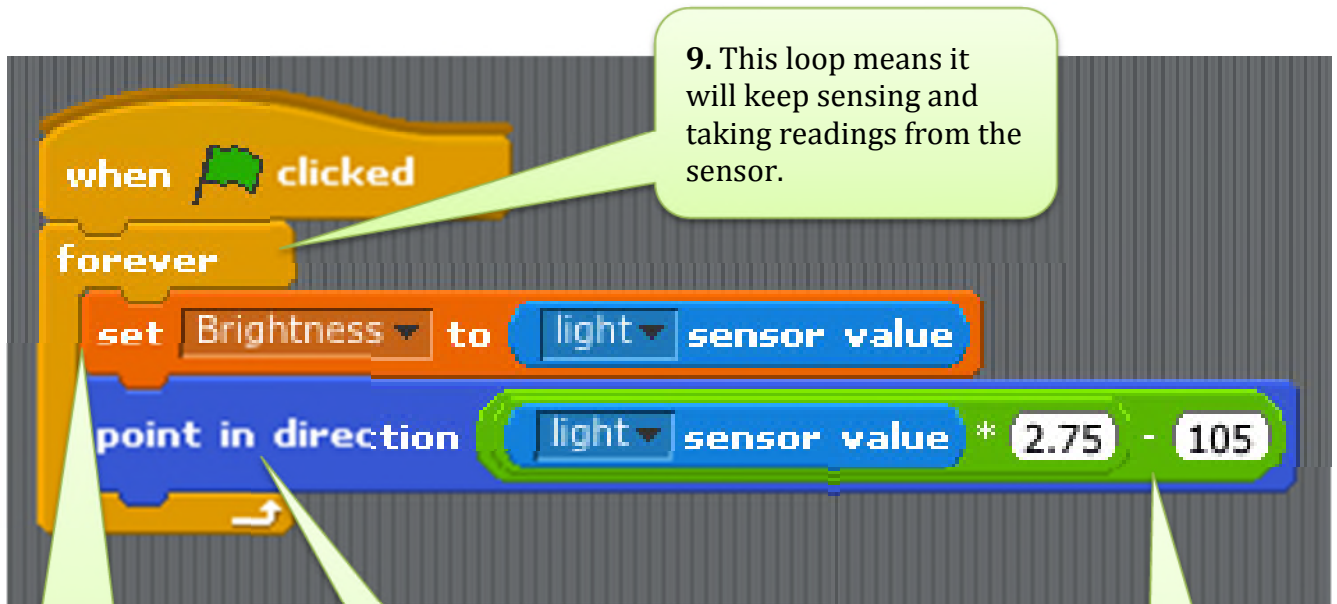 9. This loop means it
will keep sensing and
taking readings from the
sensor.
when clicked
forever
set Brightness to light sensor value
point in direction light sensor value * 2.75 - 105